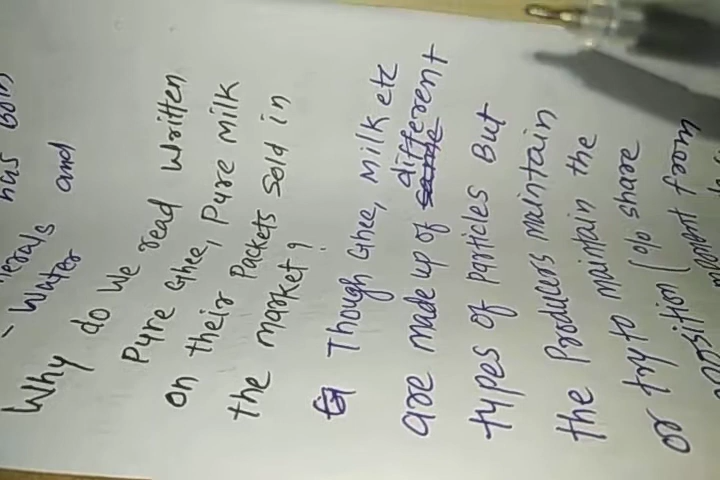 - Water and
Why do We read Written
Pure Ghee, Pure Milk
on their Packets Sold in
the market?
Though Ghee, Milk etc
are made up of different
types of particles But
the Producers maintain
or try to maintain the
(% share
from